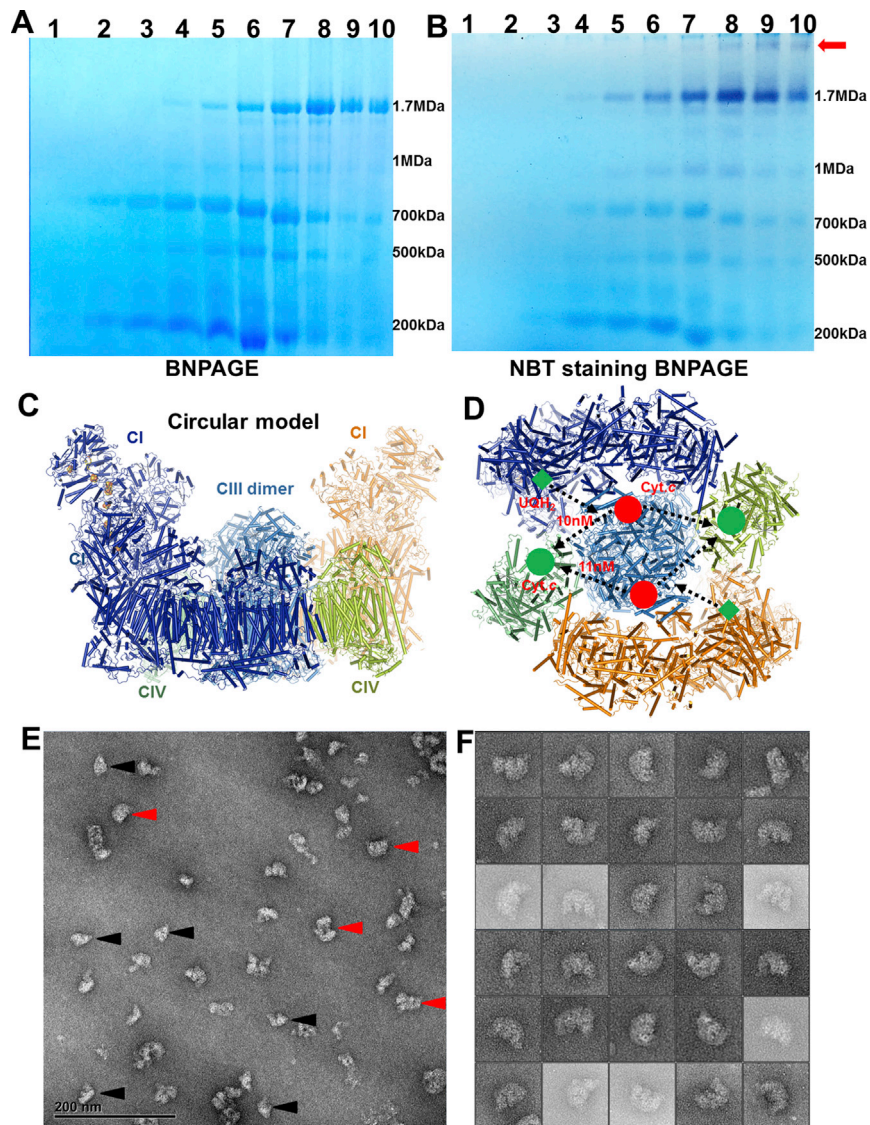 A
1 2 3 4 5 6 7 8 9 10
1.7MDa
1MDa
700kDa
500kDa
200kDa
BNPAGE
B
1 2 3 4 5 6 7 8 9 10
1.7MDa
1MDa
700kDa
500kDa
200kDa
NBT staining BNPAGE
C
Circular model
CI
CI
CIII dimer
CI
CIV
CIV
D
UQH2
Cyt.c
10nM
11nM
Cyt.c
E
200 nm
F